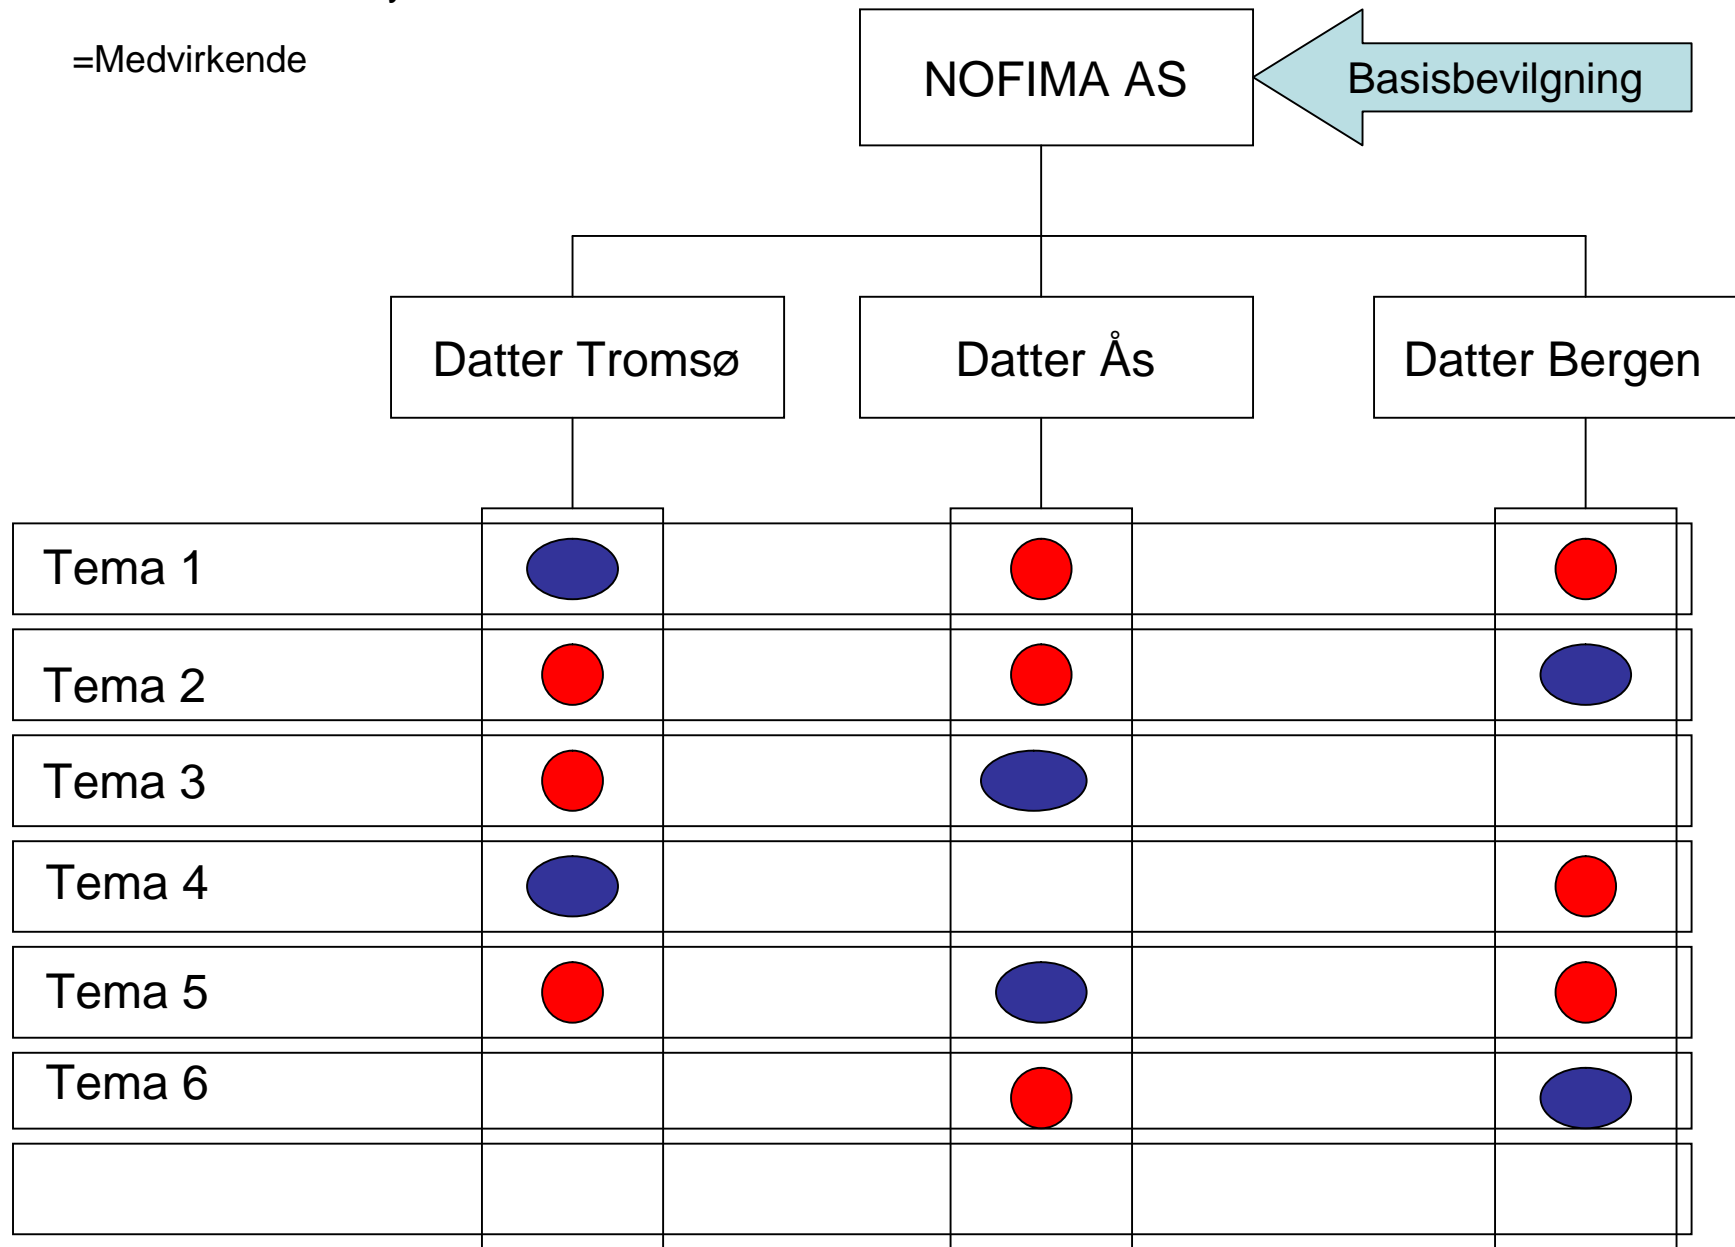 =Medvirkende
NOFIMA AS
Basisbevilgning
Datter Tromsø
Datter Ås
Datter Bergen
Tema 1
Tema 2
Tema 3
Tema 4
Tema 5
Tema 6